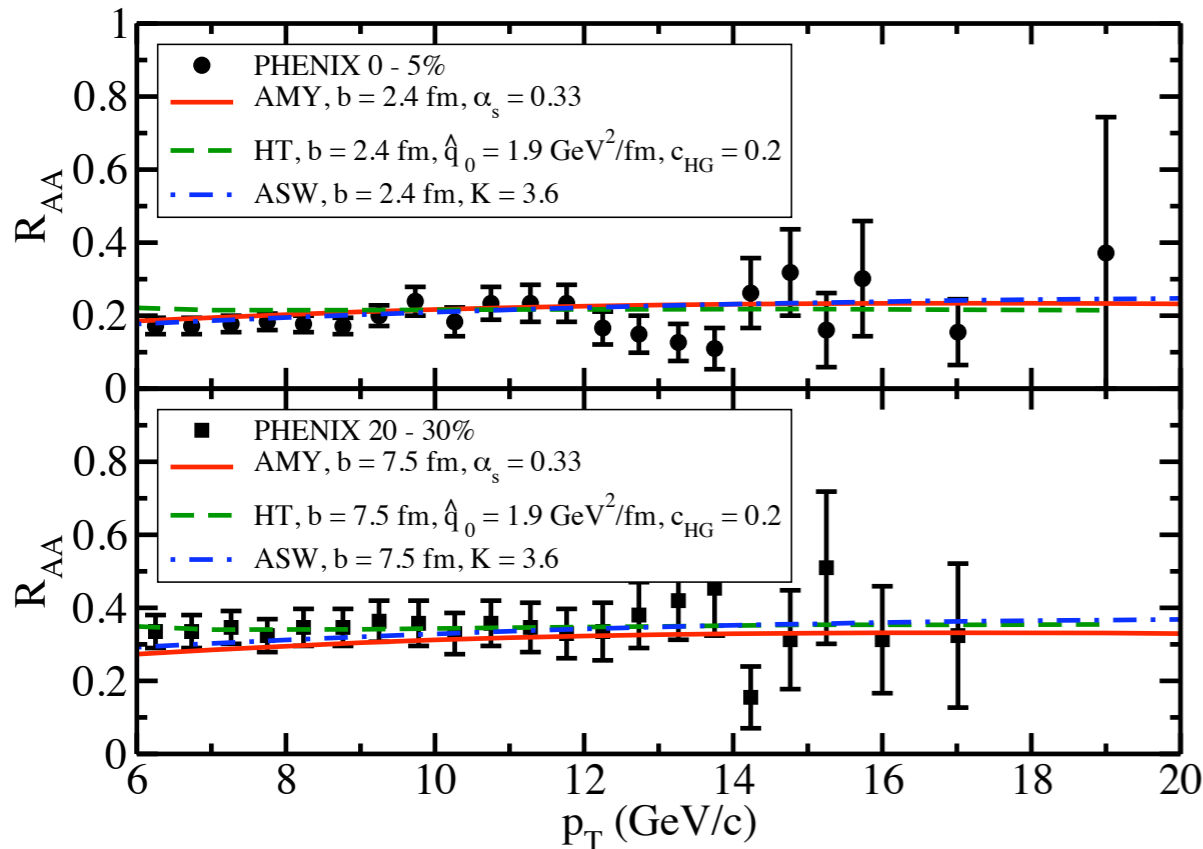 1
0.8
0.6
0.4
0.2
0
R_AA
PHENIX 0 - 5%
AMY, b = 2.4 fm, α_s = 0.33
HT, b = 2.4 fm, q̂_0 = 1.9 GeV²/fm, c_HG = 0.2
ASW, b = 2.4 fm, K = 3.6
0.8
0.6
0.4
0.2
0
R_AA
PHENIX 20 - 30%
AMY, b = 7.5 fm, α_s = 0.33
HT, b = 7.5 fm, q̂_0 = 1.9 GeV²/fm, c_HG = 0.2
ASW, b = 7.5 fm, K = 3.6
6 8 10 12 14 16 18 20
p_T (GeV/c)